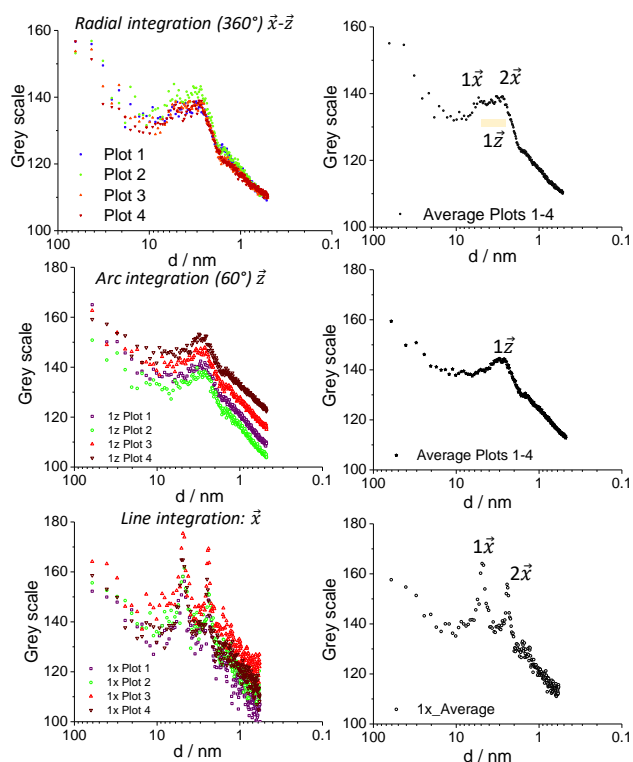 Radial integration (360°) x⃗-z⃗
160
140
120
100
Grey scale
Plot 1
Plot 2
Plot 3
Plot 4
100
10
1
0.1
d / nm
160
140
120
100
Grey scale
1x⃗
2x⃗
1z⃗
Average Plots 1-4
100
10
1
0.1
d / nm
Arc integration (60°) z⃗
180
160
140
120
100
Grey scale
1z Plot 1
1z Plot 2
1z Plot 3
1z Plot 4
100
10
1
0.1
d / nm
180
160
140
120
100
Grey scale
1z⃗
Average Plots 1-4
100
10
1
0.1
d / nm
Line integration: x⃗
180
160
140
120
100
Grey scale
1x Plot 1
1x Plot 2
1x Plot 3
1x Plot 4
100
10
1
0.1
d / nm
180
160
140
120
100
Grey scale
1x⃗
2x⃗
1x_Average
100
10
1
0.1
d / nm